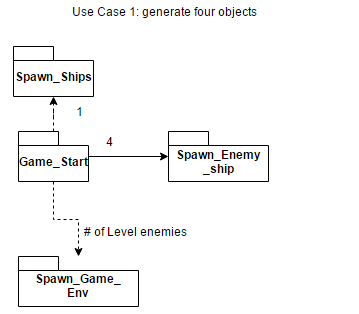 Use Case 1: generate four objects
Spawn_Ships
1
4
Game_Start
Spawn_Enemy
_ship
# of Level enemies
Spawn_Game_
Env